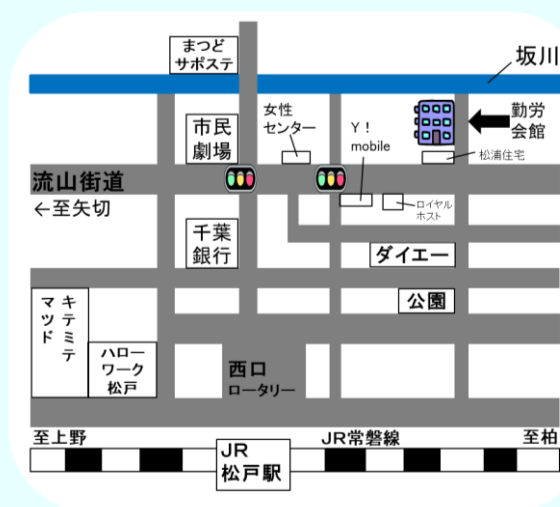 まつど
サポステ
坂川
市民
劇場
女性
センター
Y!
mobile
勤労
会館
松浦住宅
流山街道
←至矢切
ロイヤル
ホスト
千葉
銀行
ダイエー
公園
キテミテ
マツド
ハロー
ワーク
松戸
西口
ロータリー
至上野
JR常磐線
至柏
JR
松戸駅